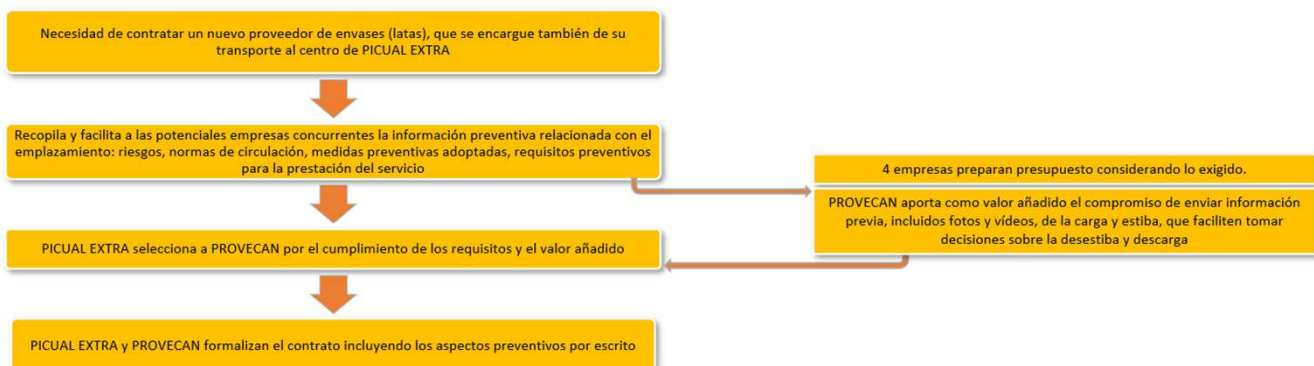 Necesidad de contratar un nuevo proveedor de envases (latas), que se encargue también de su
transporte al centro de PICUAL EXTRA
Recopila y facilita a las potenciales empresas concurrentes la información preventiva relacionada con el
emplazamiento: riesgos, normas de circulación, medidas preventivas adoptadas, requisitos preventivos
para la prestación del servicio
4 empresas preparan presupuesto considerando lo exigido.
PROVECAN aporta como valor añadido el compromiso de enviar información
previa, incluidos fotos y vídeos, de la carga y estiba, que faciliten tomar
decisiones sobre la desestiba y descarga
PICUAL EXTRA selecciona a PROVECAN por el cumplimiento de los requisitos y el valor añadido
PICUAL EXTRA y PROVECAN formalizan el contrato incluyendo los aspectos preventivos por escrito